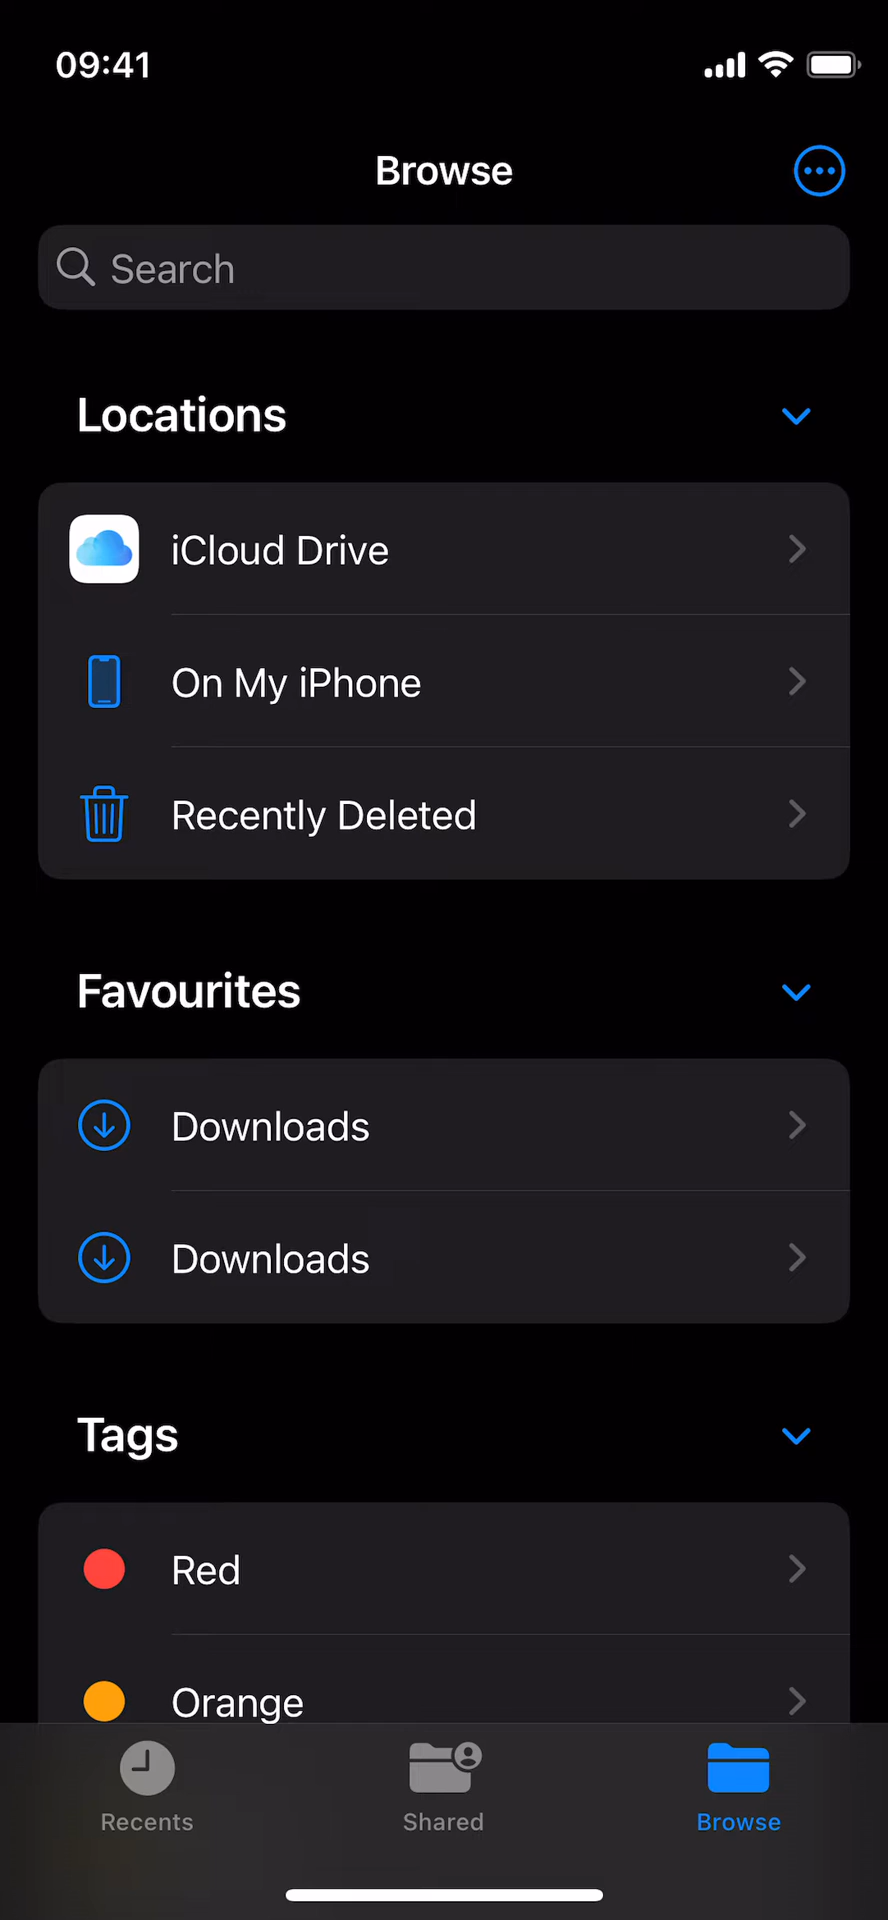 09:41
Browse
Search
Locations
iCloud Drive
On My iPhone
Recently Deleted
Favourites
Downloads
Downloads
Tags
Red
Orange
Recents
Shared
Browse